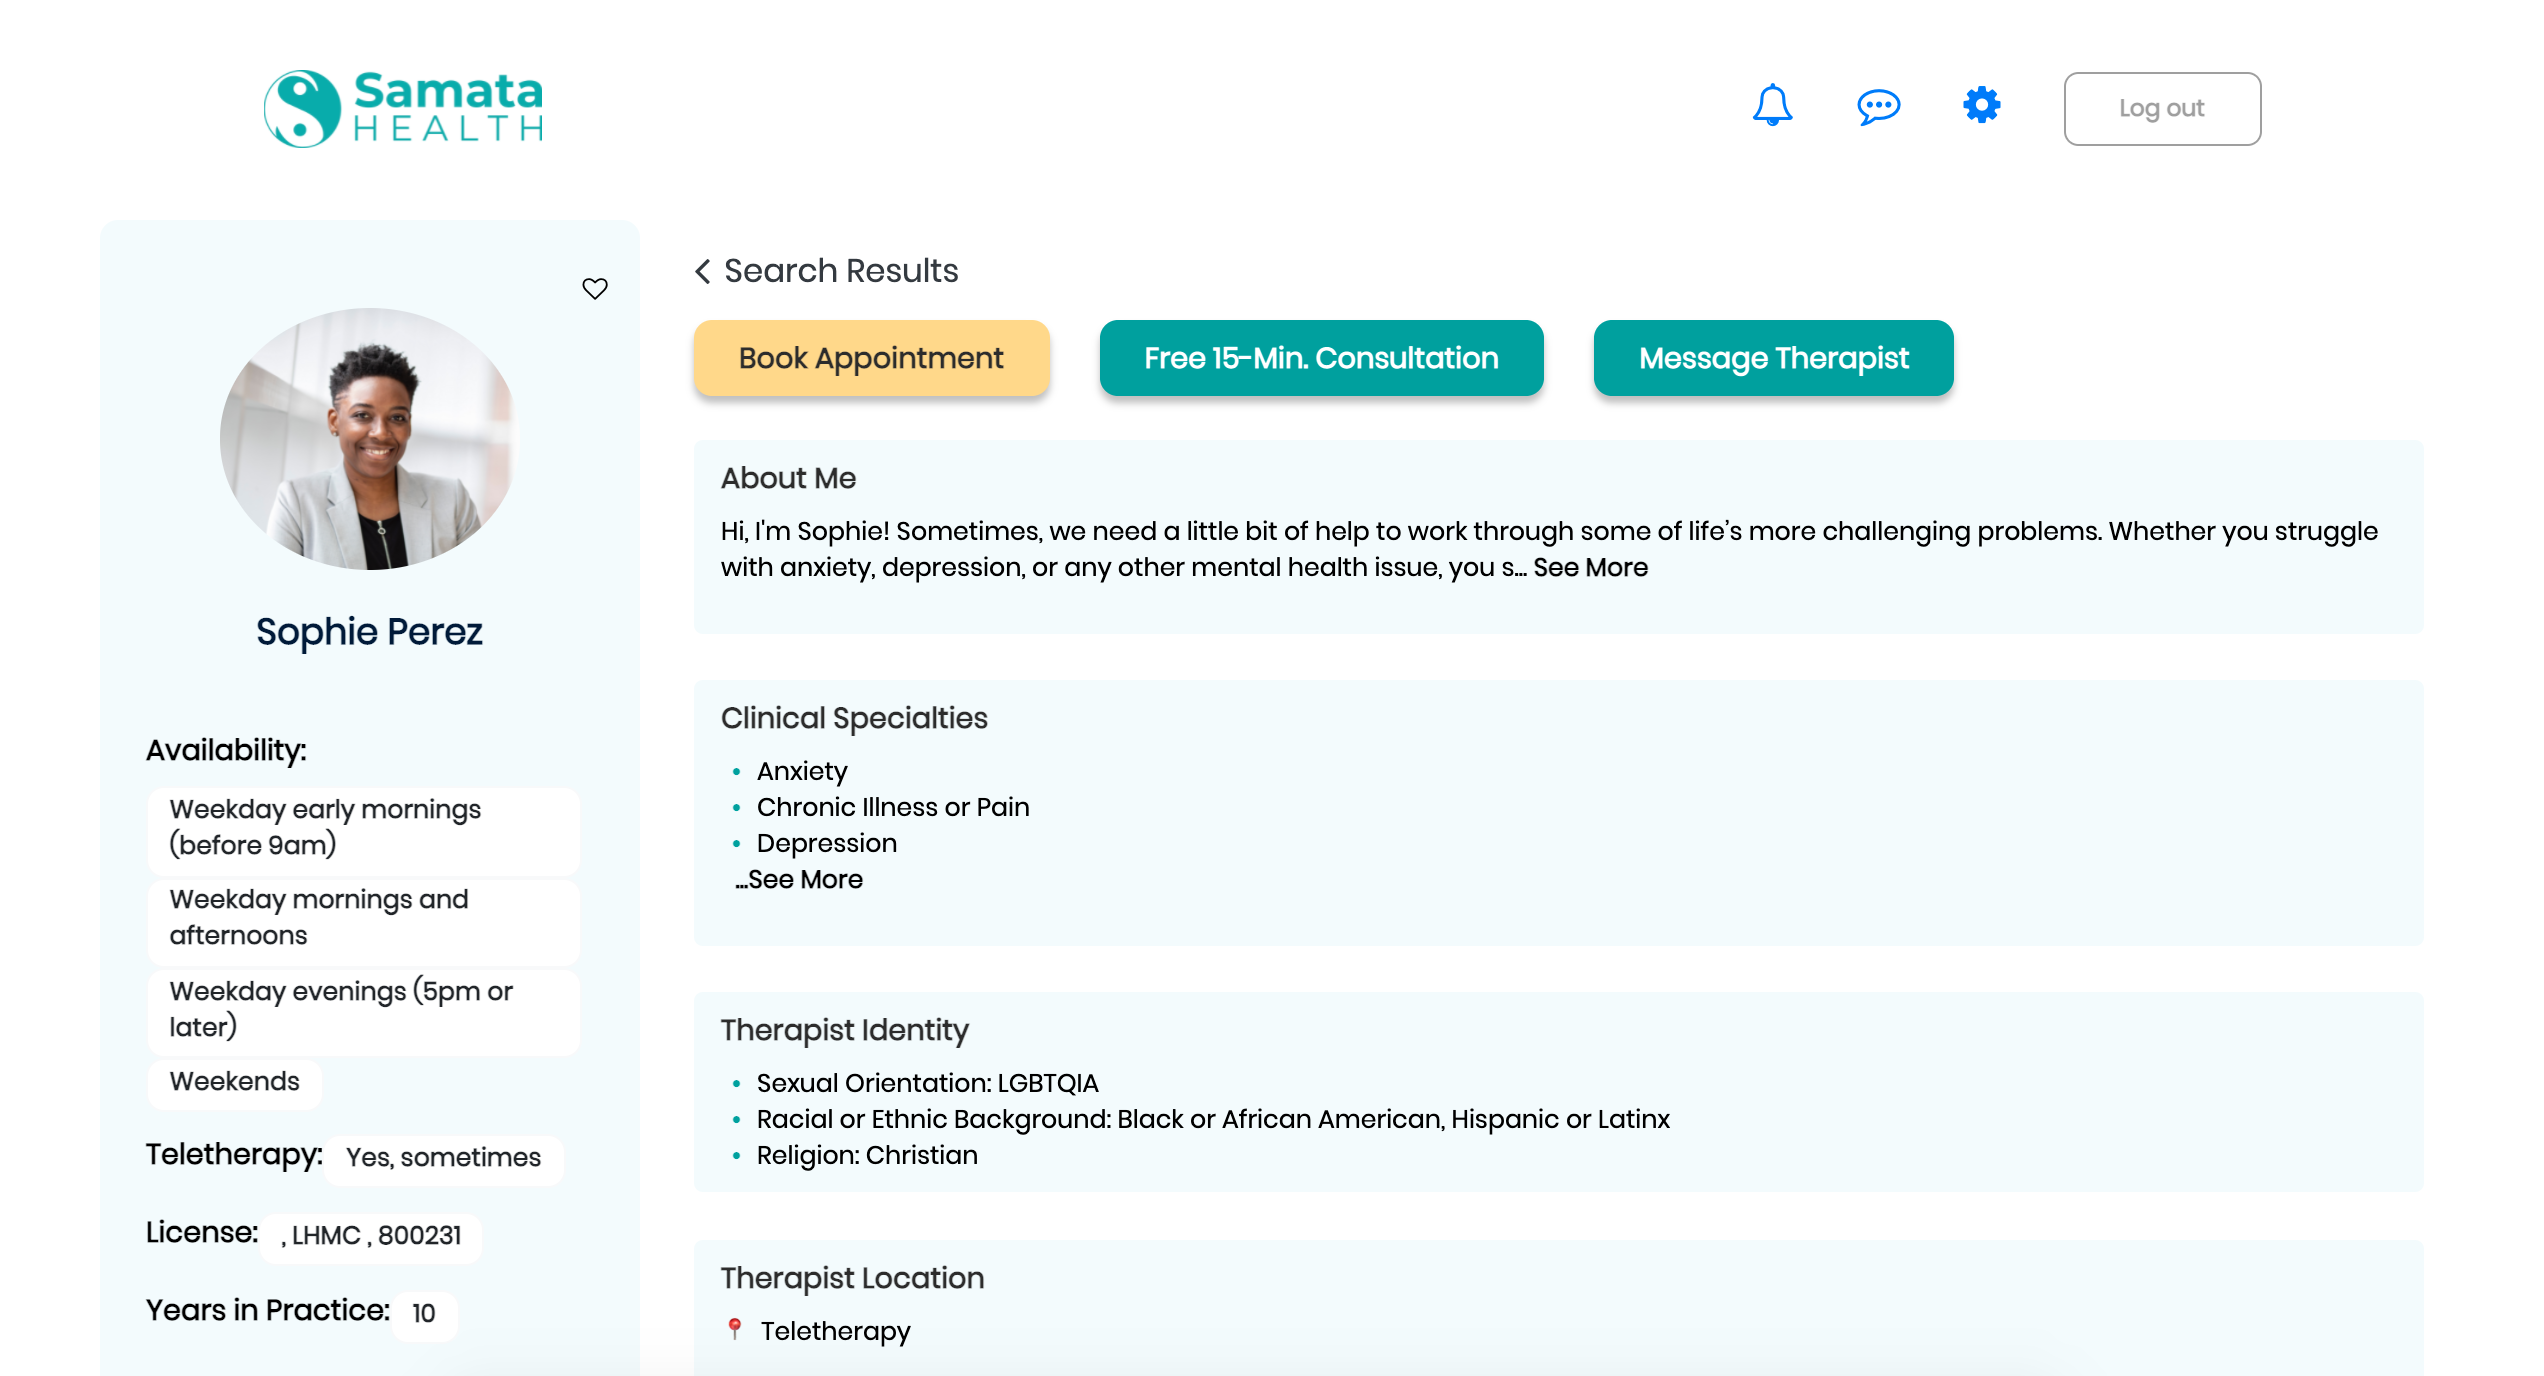 Samata
HEALTH
Log out
Sophie Perez
Availability:
Weekday early mornings
(before 9am)
Weekday mornings and
afternoons
Weekday evenings (5pm or
later)
Weekends
Teletherapy: Yes, sometimes
License: , LHMC , 800231
Years in Practice: 10
Search Results
Book Appointment
Free 15-Min. Consultation
Message Therapist
About Me
Hi, I'm Sophie! Sometimes, we need a little bit of help to work through some of life’s more challenging problems. Whether you struggle
with anxiety, depression, or any other mental health issue, you s... See More
Clinical Specialties
• Anxiety
• Chronic Illness or Pain
• Depression
...See More
Therapist Identity
• Sexual Orientation: LGBTQIA
• Racial or Ethnic Background: Black or African American, Hispanic or Latinx
• Religion: Christian
Therapist Location
Teletherapy